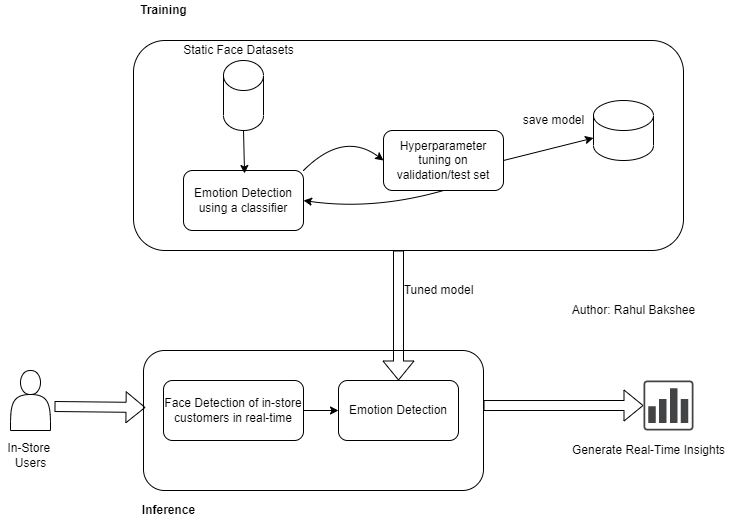 Training
Static Face Datasets
save model
Hyperparameter
tuning on
validation/test set
Emotion Detection
using a classifier
Tuned model
Author: Rahul Bakshee
Face Detection of in-store
customers in real-time
Emotion Detection
In-Store
Users
Generate Real-Time Insights
Inference